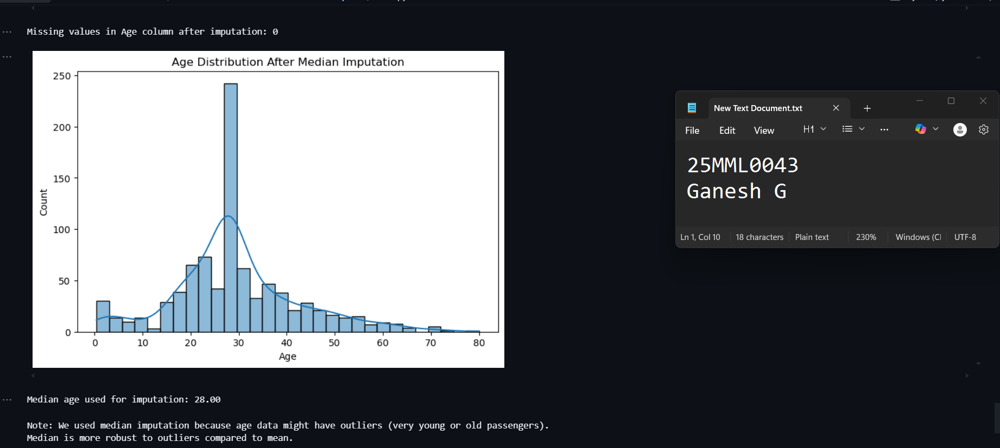 Missing values in Age column after imputation: 0
Age Distribution After Median Imputation
250
200
150
100
50
0
Count
0 10 20 30 40 50 60 70 80
Age
Median age used for imputation: 28.00
Note: We used median imputation because age data might have outliers (very young or old passengers).
Median is more robust to outliers compared to mean.
New Text Document.txt
File Edit View H1
25MML0043
Ganesh G
Ln 1, Col 10 18 characters Plain text 230% Windows (Cl UTF-8